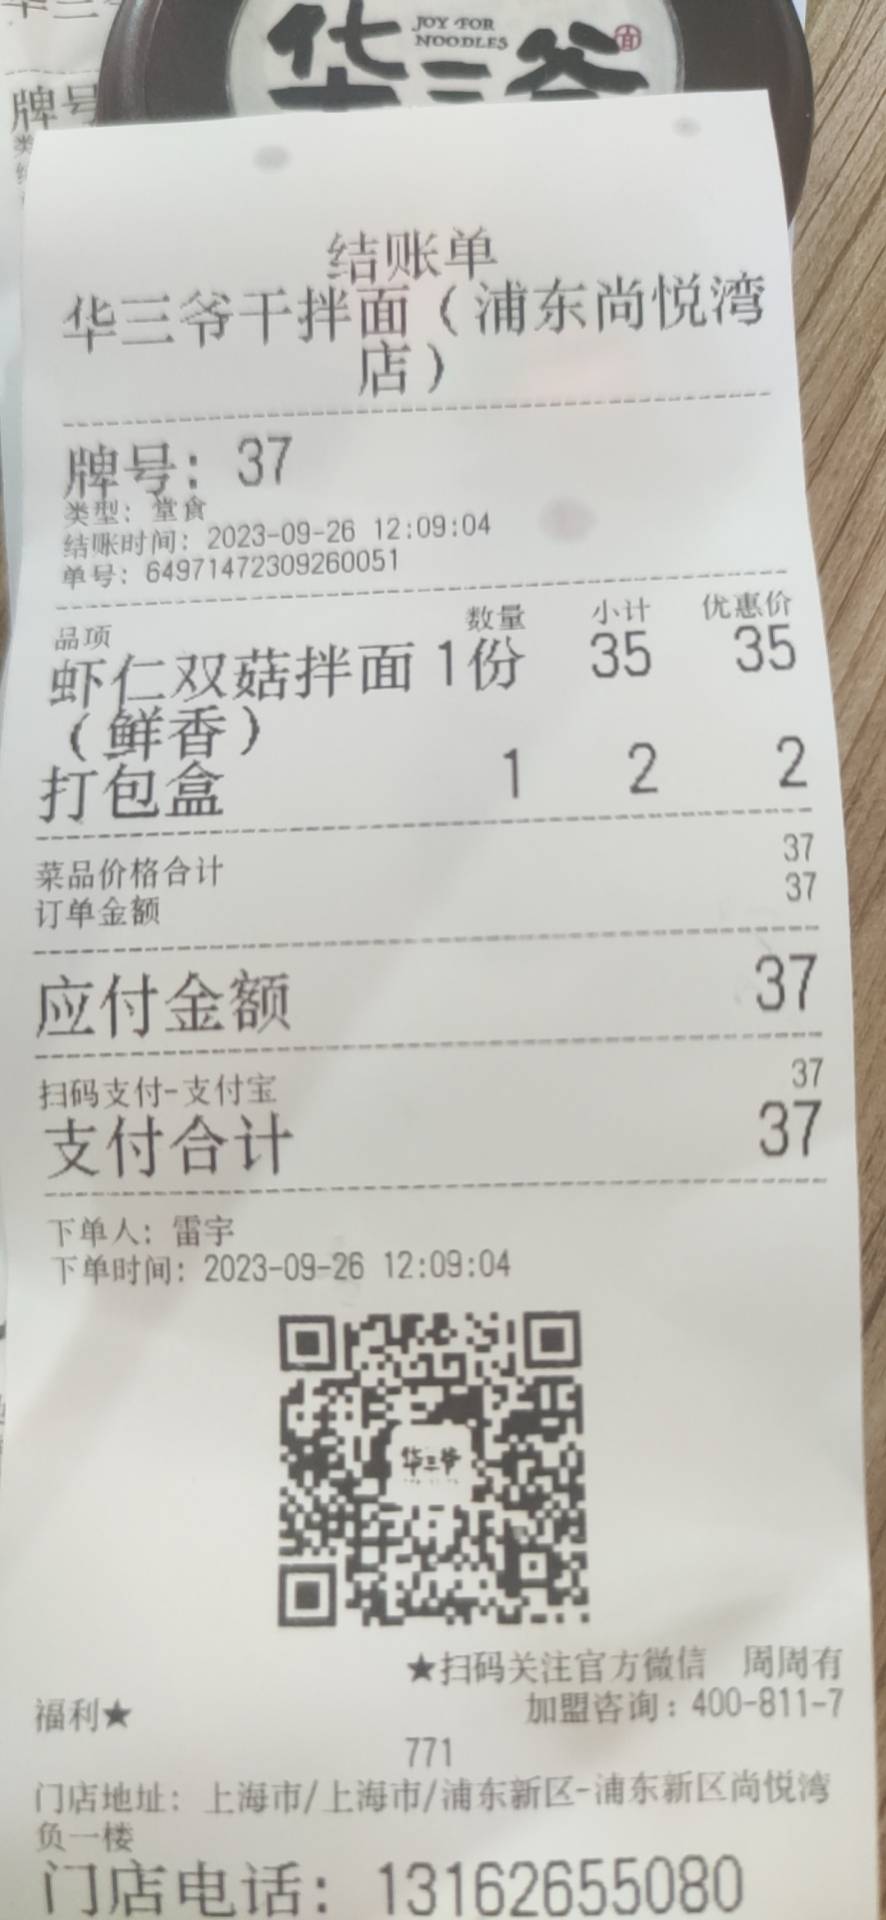 华三爷
JOY FOR
NOODLES
牌号
结账单
华三爷干拌面（浦东尚悦湾
店）
牌号：37
类型：堂食
结账时间：2023-09-26 12:09:04
单号：64971472309260051
品项 数量 小计 优惠价
虾仁双菇拌面 1份 35 35
（鲜香）
打包盒 1 2 2
菜品价格合计 37
订单金额 37
应付金额 37
扫码支付-支付宝 37
支付合计 37
下单人：雷宇
下单时间：2023-09-26 12:09:04
华三爷
★扫码关注官方微信 周周有
福利★ 加盟咨询：400-811-7
771
门店地址：上海市/上海市/浦东新区-浦东新区尚悦湾
负一楼
门店电话：13162655080